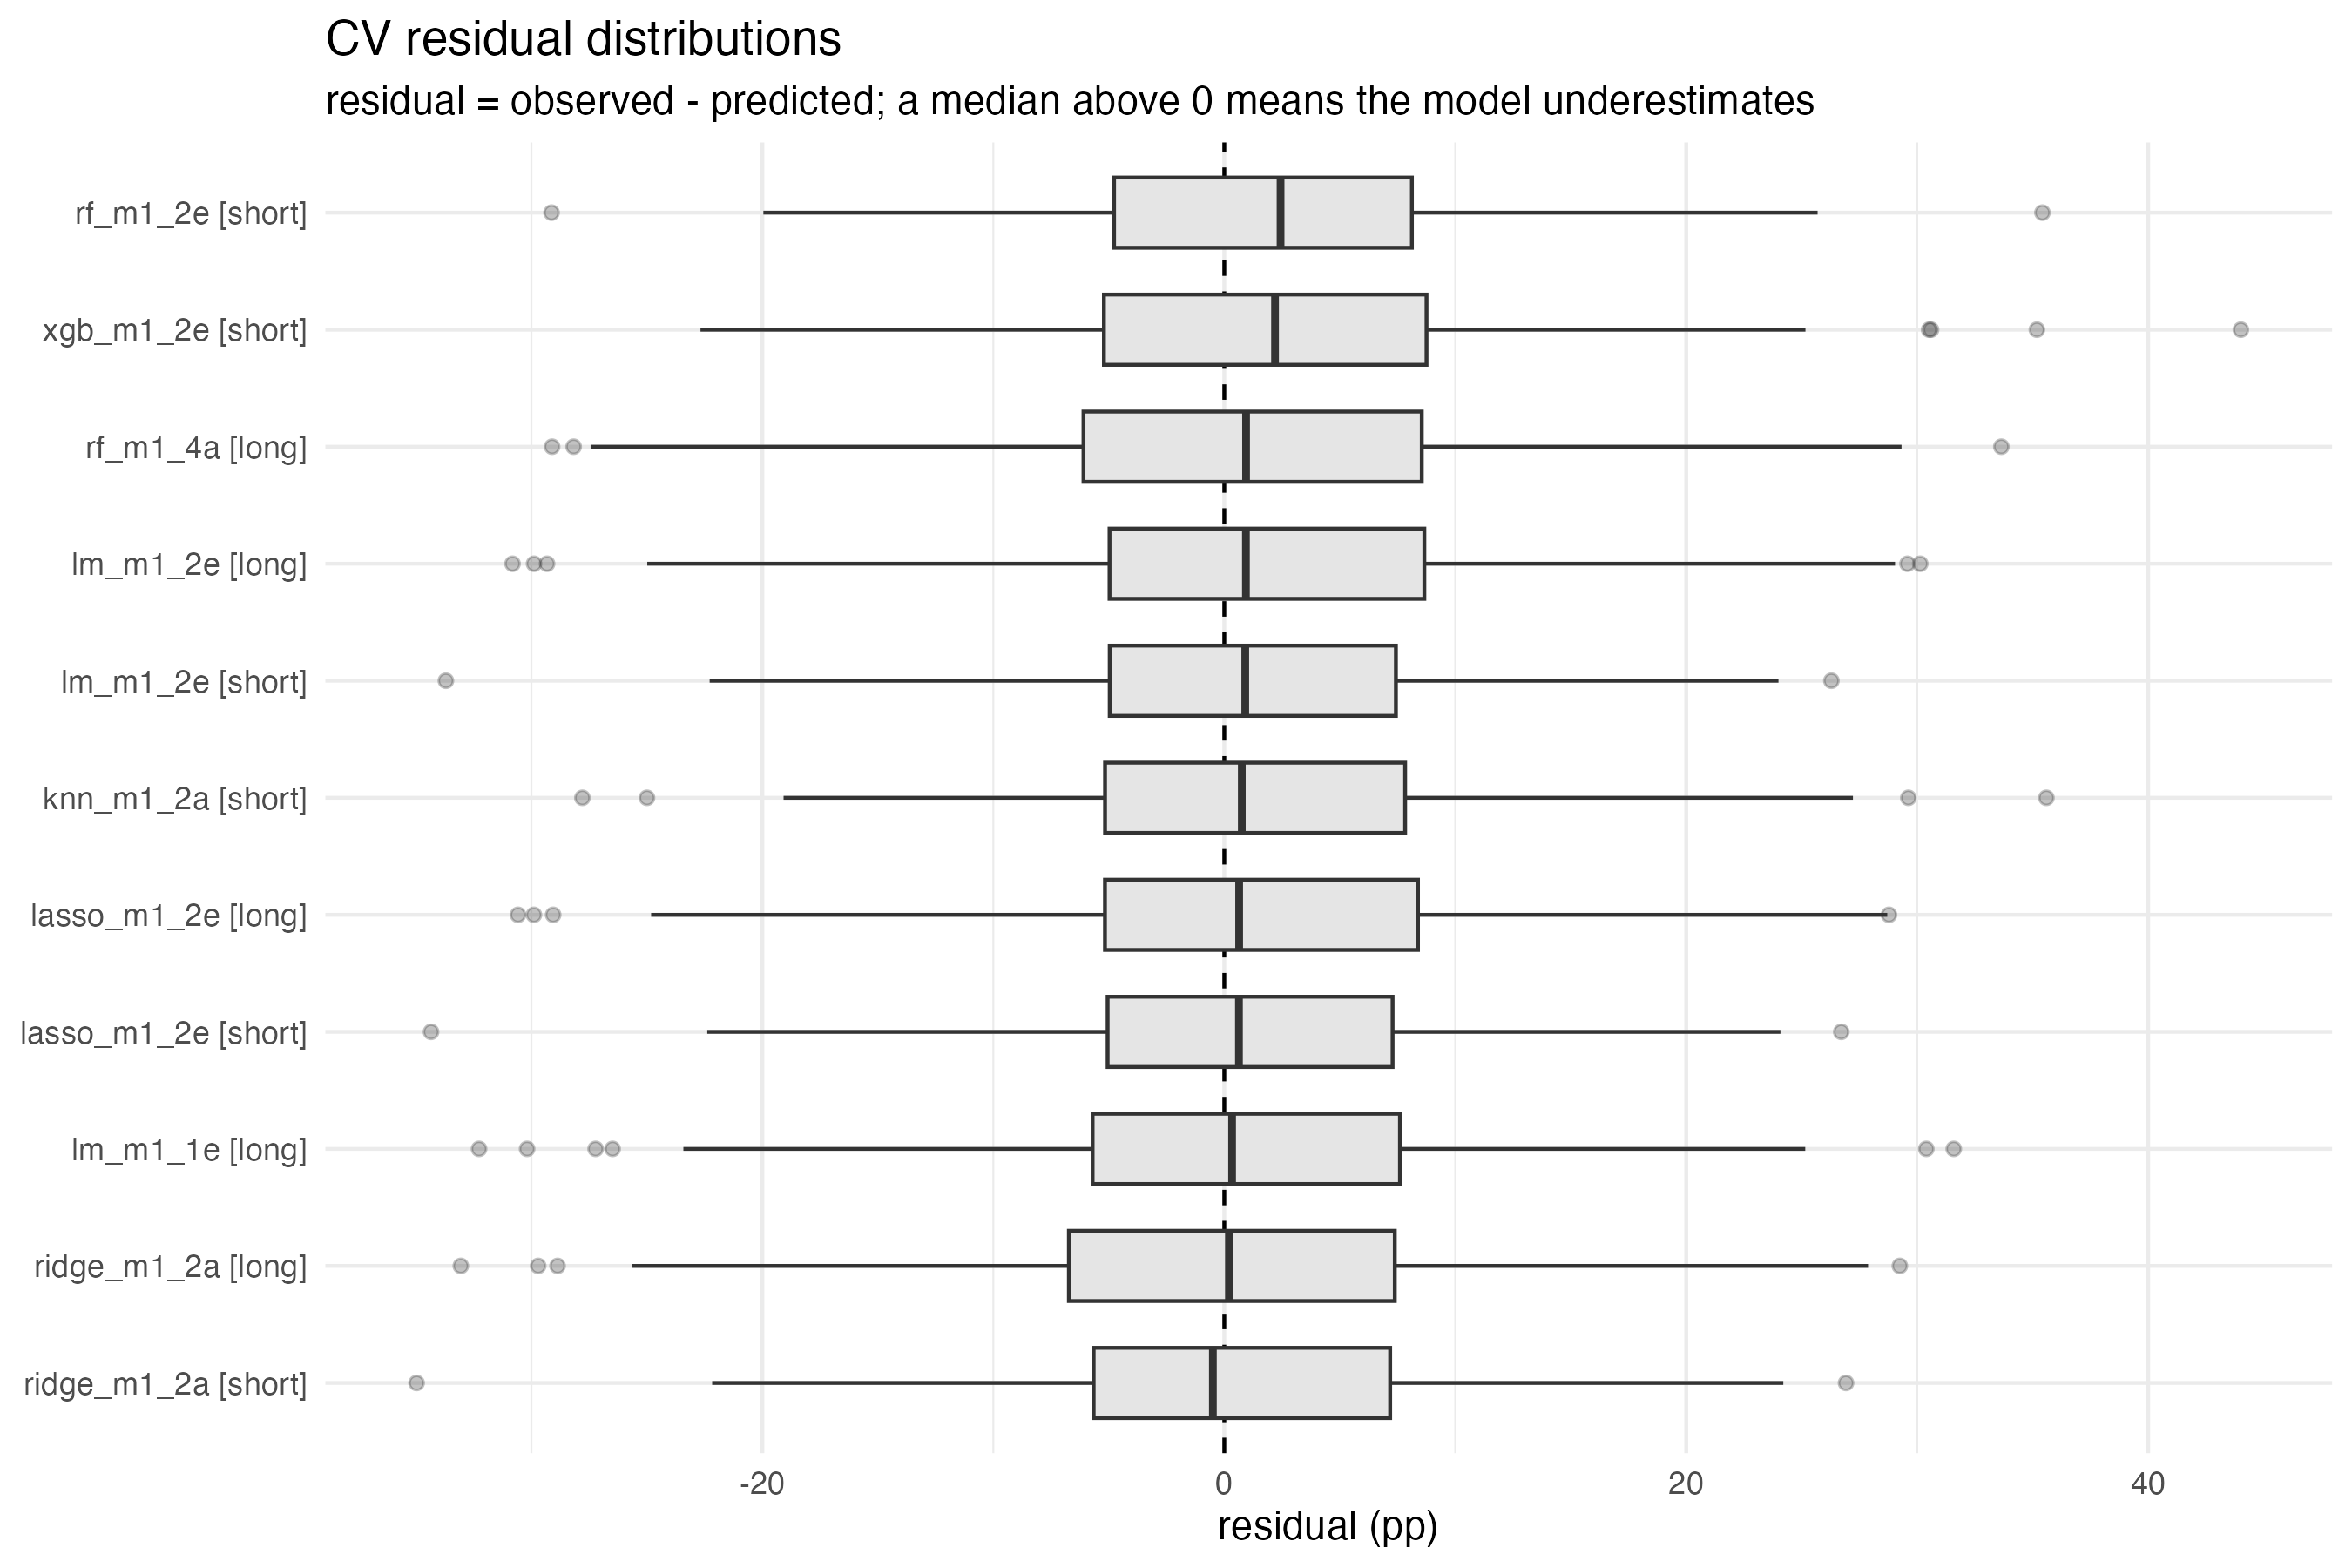 CV residual distributions
residual = observed - predicted; a median above 0 means the model underestimates
rf_m1_2e [short]
xgb_m1_2e [short]
rf_m1_4a [long]
lm_m1_2e [long]
lm_m1_2e [short]
knn_m1_2a [short]
lasso_m1_2e [long]
lasso_m1_2e [short]
lm_m1_1e [long]
ridge_m1_2a [long]
ridge_m1_2a [short]
-20 0 20 40
residual (pp)